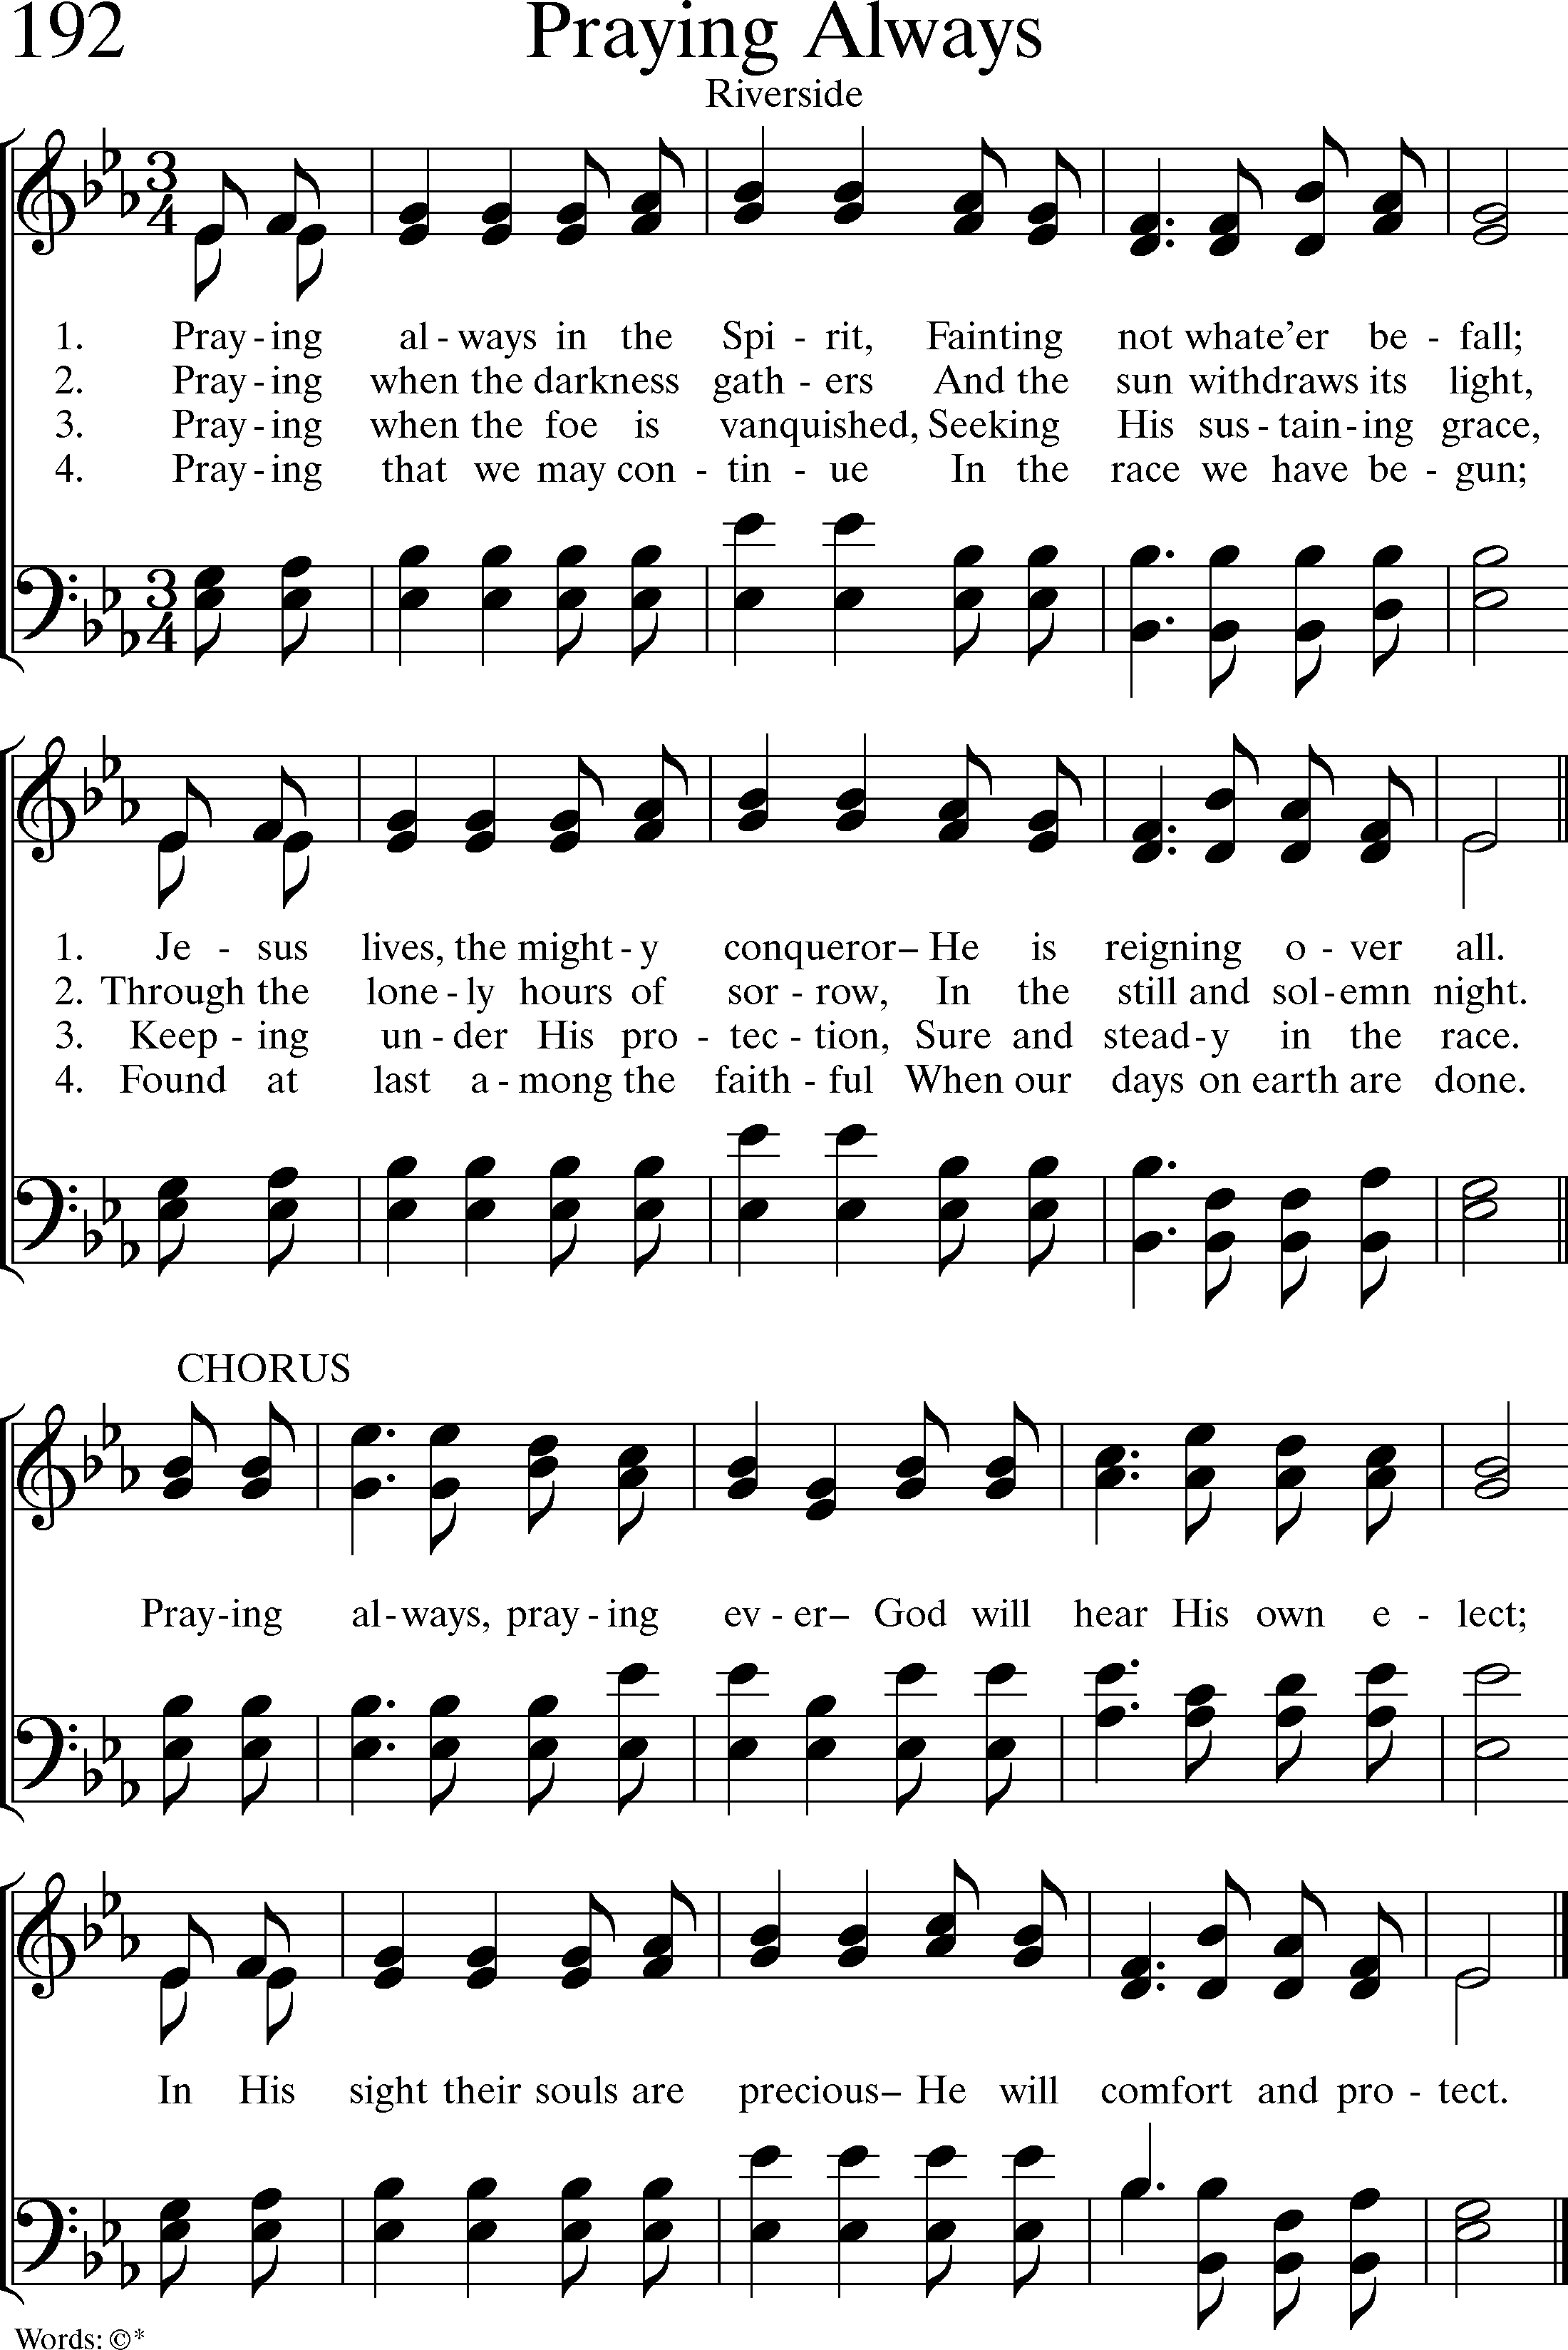 192 Praying Always
Riverside
3 4
1. Pray - ing al - ways in the Spi - rit, Fainting not whate’er be - fall;
2. Pray - ing when the darkness gath - ers And the sun withdraws its light,
3. Pray - ing when the foe is vanquished, Seeking His sus - tain - ing grace,
4. Pray - ing that we may con - tin - ue In the race we have be - gun;
3 4
1. Je - sus lives, the might - y conqueror– He is reigning o - ver all.
2. Through the lone - ly hours of sor - row, In the still and sol - emn night.
3. Keep - ing un - der His pro - tec - tion, Sure and stead - y in the race.
4. Found at last a - mong the faith - ful When our days on earth are done.
CHORUS
Pray - ing al - ways, pray - ing ev - er– God will hear His own e - lect;
In His sight their souls are precious– He will comfort and pro - tect.
Words: ©*